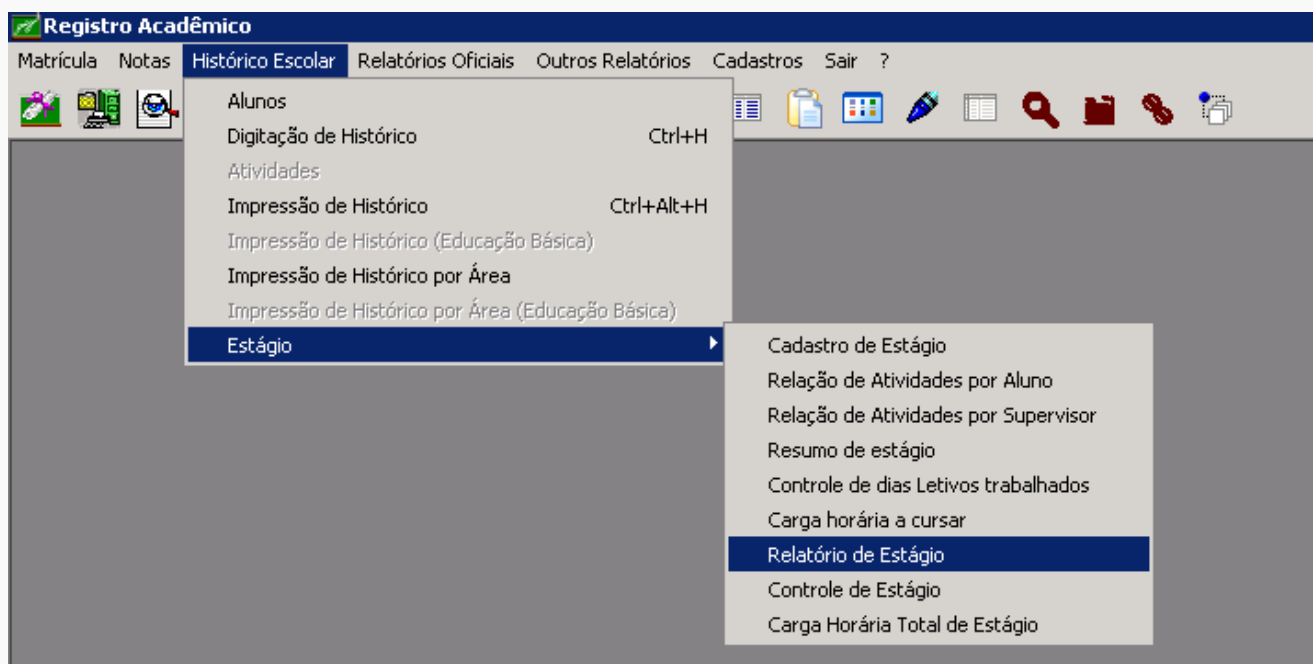 Registro Acadêmico
Matrícula Notas Histórico Escolar Relatórios Oficiais Outros Relatórios Cadastros Sair ?
Alunos
Digitação de Histórico Ctrl+H
Atividades
Impressão de Histórico Ctrl+Alt+H
Impressão de Histórico (Educação Básica)
Impressão de Histórico por Área
Impressão de Histórico por Área (Educação Básica)
Estágio
Cadastro de Estágio
Relação de Atividades por Aluno
Relação de Atividades por Supervisor
Resumo de estágio
Controle de dias Letivos trabalhados
Carga horária a cursar
Relatório de Estágio
Controle de Estágio
Carga Horária Total de Estágio